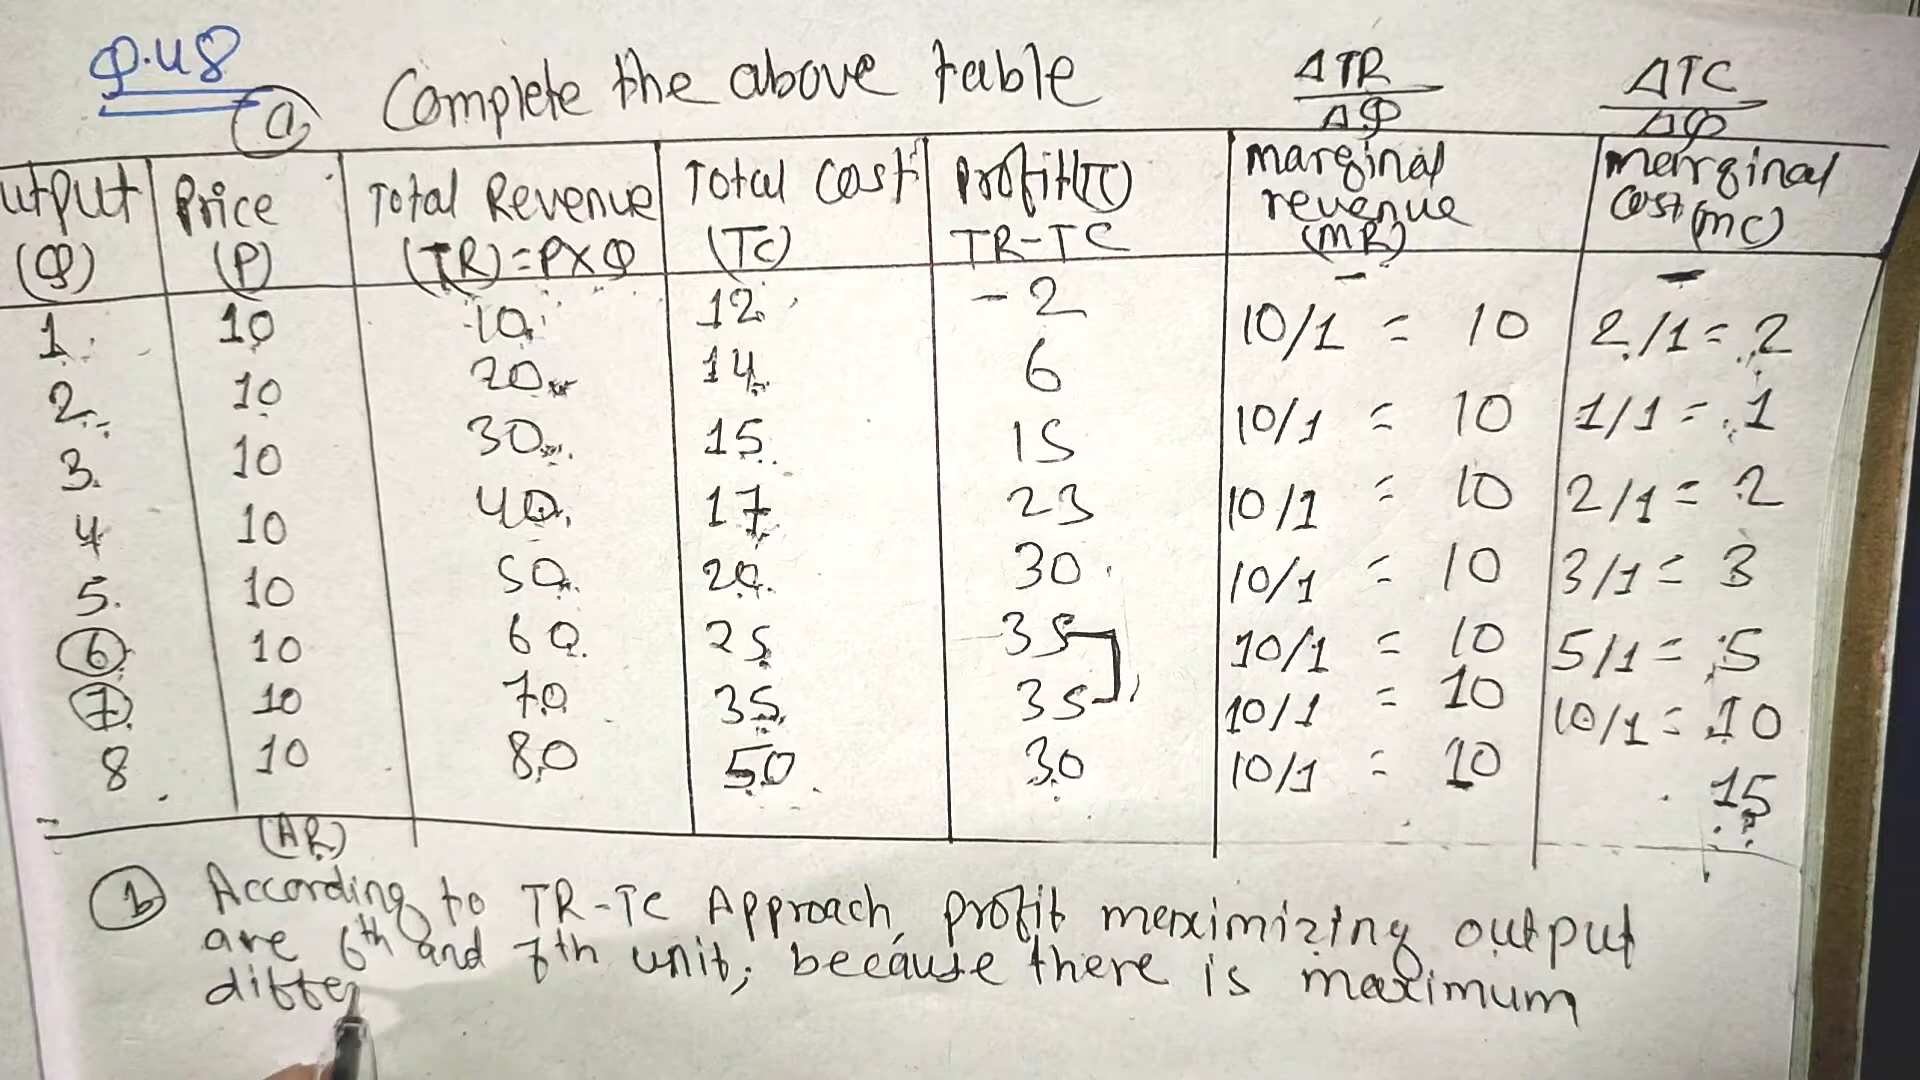 Q.48
(a) Complete the above table ΔTR/ΔQ ΔTC/ΔQ
utput (Q) Price (P) Total Revenue (TR)=P×Q Total Cost (TC) Profit(π) TR-TC marginal revenue (MR) marginal cost (MC)
1. 10 10 12 -2 - -
2. 10 20 14 6 10/1 = 10 2/1 = 2
3. 10 30 15 15 10/1 = 10 1/1 = 1
4 10 40 17 23 10/1 = 10 2/1 = 2
5. 10 50 20 30 10/1 = 10 3/1 = 3
6 10 60 25 35 10/1 = 10 5/1 = 5
7 10 70 35 35 10/1 = 10 10/1 = 10
8 10 80 50 30 10/1 = 10 15
(AR)
(b) According to TR-TC Approach, profit maximizing output
are 6th and 7th unit, because there is maximum
diffe